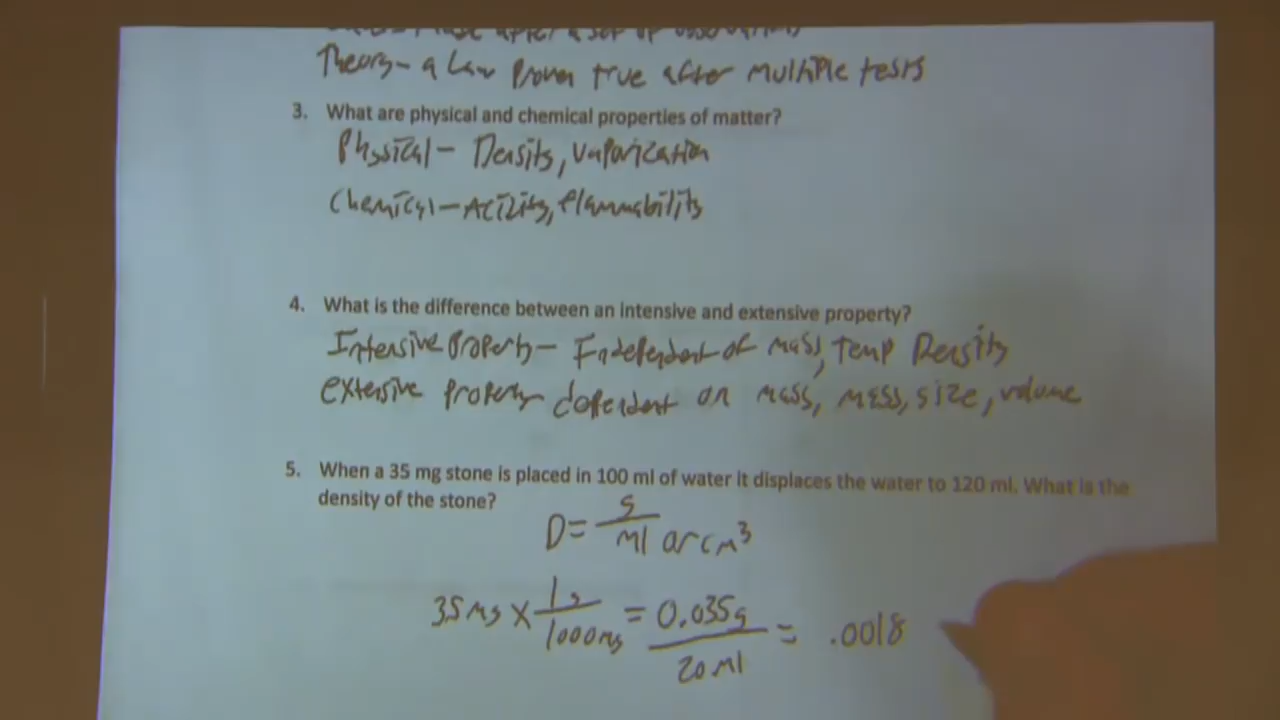 after a set of
Theory- a law proven true after multiple tests
3. What are physical and chemical properties of matter?
Physical - Density, Vaporization
Chemical - Acility, flammability
4. What is the difference between an intensive and extensive property?
Intensive Property - Independent of mass, Temp Density
extensive property - dependent on mass, mass, size, volume
5. When a 35 mg stone is placed in 100 ml of water it displaces the water to 120 ml. What is the
density of the stone?
D = g / ml or cm³
35 mg x 1g / 1000mg = 0.035g / 20 ml = .0018